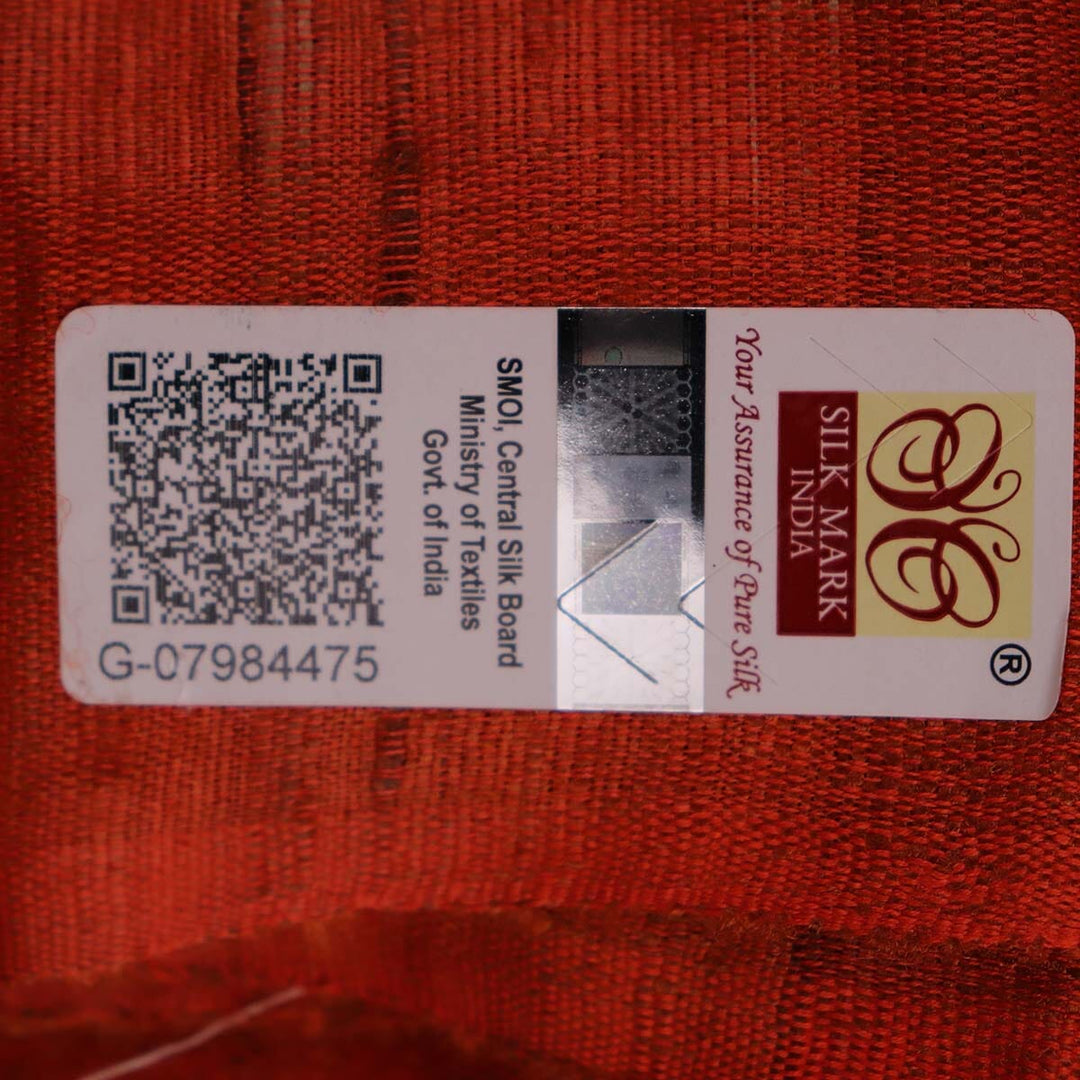 SILK MARK
INDIA
®
Your Assurance of Pure Silk
SMOI, Central Silk Board
Ministry of Textiles
Govt. of India
G-07984475